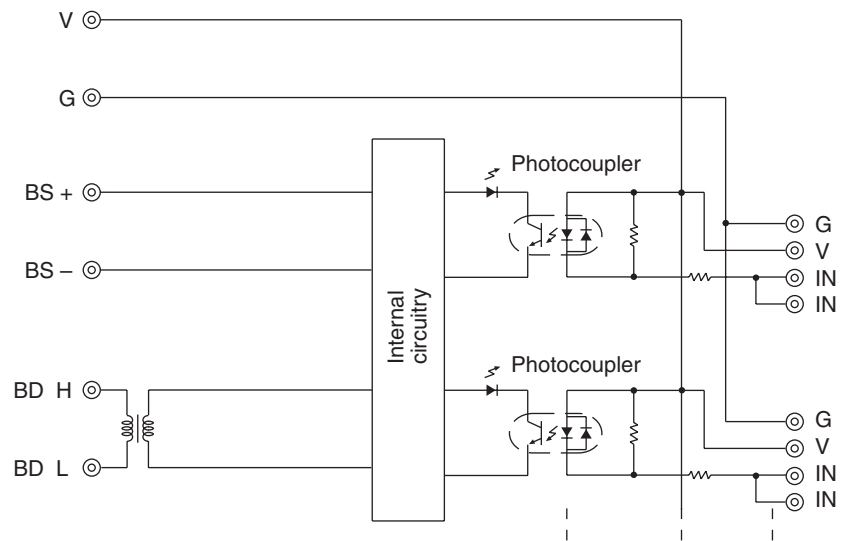 V
G
BS +
BS –
BD H
BD L
Internal
circuitry
Photocoupler
G
V
IN
IN
Photocoupler
G
V
IN
IN